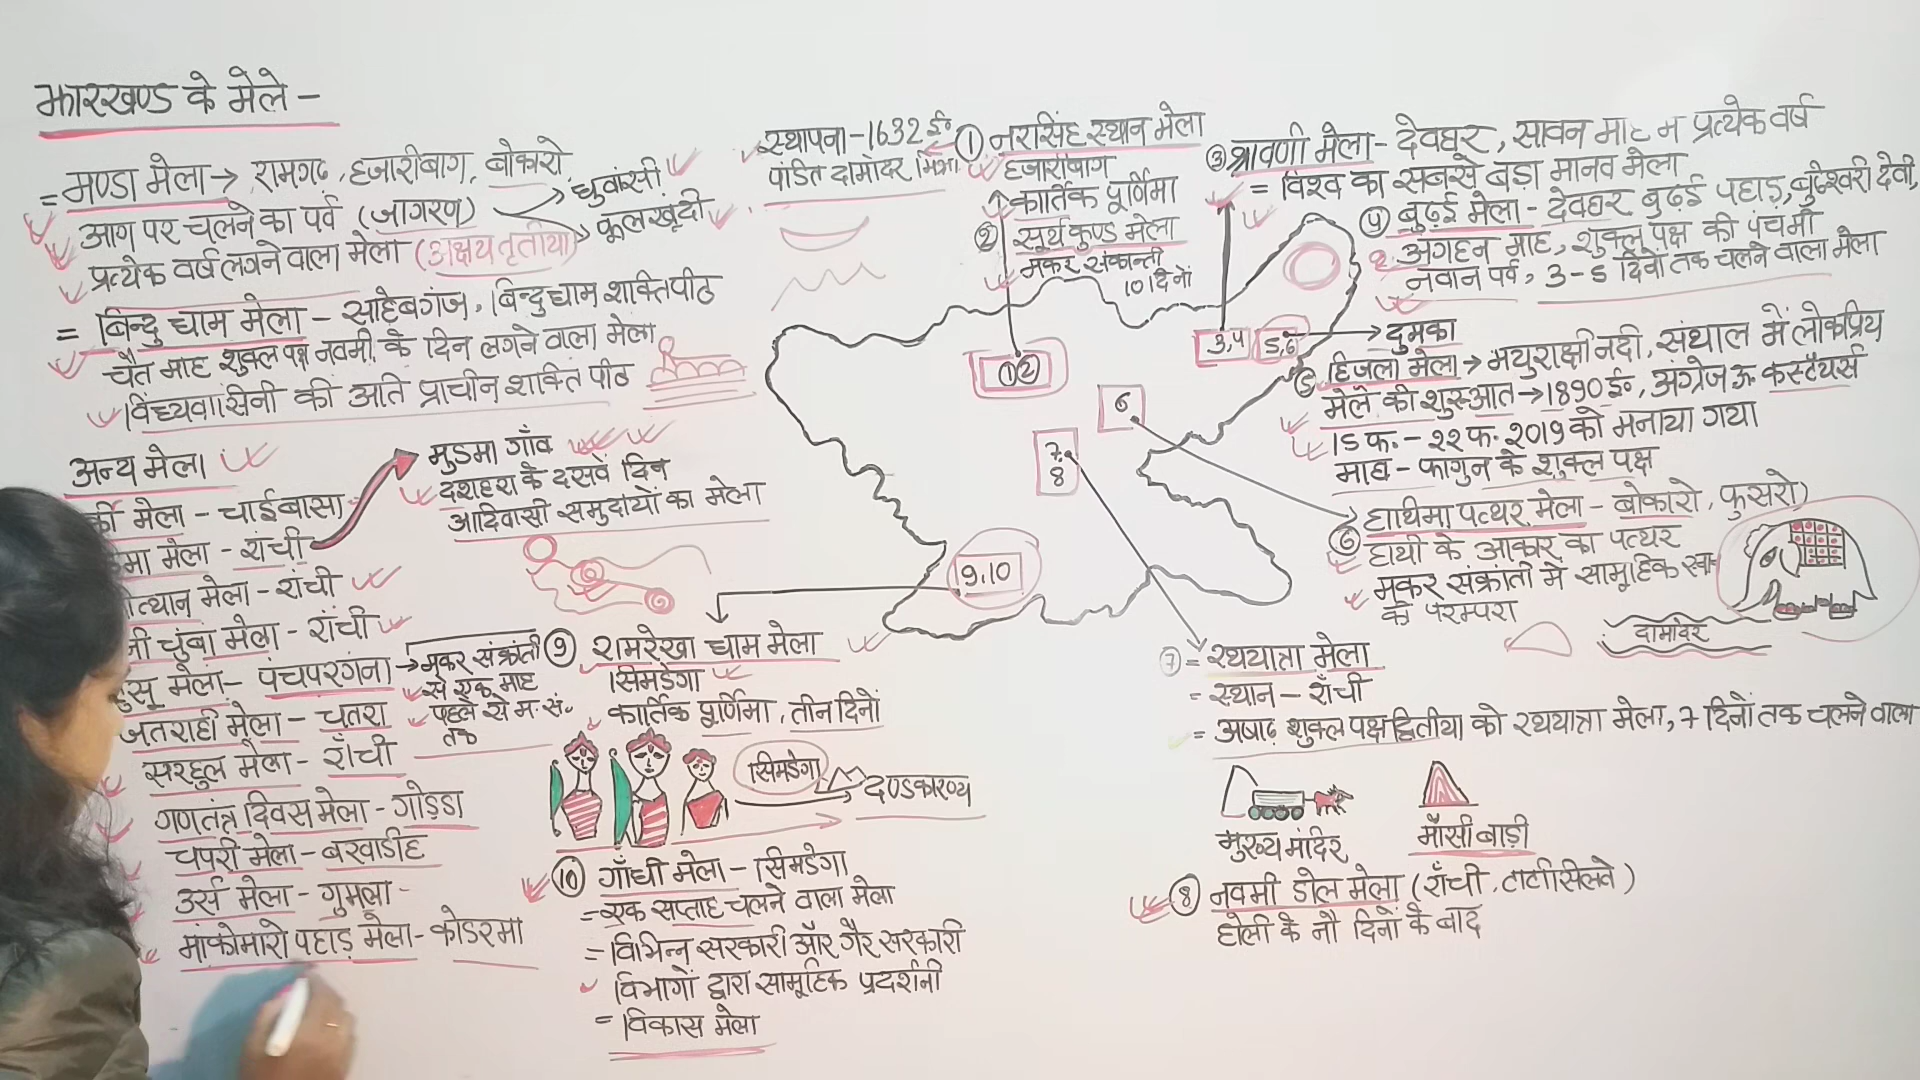 झारखण्ड के मेले -
= मण्डा मेला → रामगढ, हजारीबाग, बोकारो
आग पर चलने का पर्व (जागरण)
धुवांसी
फूलखूंदी
प्रत्येक वर्ष लगने वाला मेला (अक्षय तृतीया)
= बिन्दु धाम मेला - साहेबगंज, बिन्दुधाम शक्तिपीठ
चैत माह शुक्ल पक्ष नवमी के दिन लगने वाला मेला
विंध्यवासिनी की अति प्राचीन शक्ति पीठ
अन्य मेला
र्की मेला - चाईबासा
मा मेला - रांची
मुडमा गाँव
दशहरा के दसवें दिन
आदिवासी समुदायों का मेला
त्थान मेला - रांची
नी चुंबा मेला - राँची
सू मेला - पंचपरगना → मकर संक्रांती
से एक माह
पहले से म. सं.
तक
जतराही मेला - चतरा
सरहुल मेला - राँची
गणतंत्र दिवस मेला - गोड्डा
चपरी मेला - बरवाडीह
उर्स मेला - गुमला -
मांकोमारो पहाड़ मेला - कोडरमा
स्थापना - 1632 ई०
पंडित दामोदर मिश्रा
① नरसिंह स्थान मेला
हजारीबाग
कार्तिक पूर्णिमा
② सूर्य कुण्ड मेला
मकर संक्रान्ती
10 दिनों
③ श्रावणी मेला - देवघर, सावन माह में प्रत्येक वर्ष
= विश्व का सबसे बड़ा मानव मेला
④ बुढ़ई मेला - देवघर बुढ़ई पहाड़, बुढ़ेश्वरी देवी,
अगहन माह, शुक्ल पक्ष की पंचमी
नवान पर्व, 3-5 दिनों तक चलने वाला मेला
①②
3,4
5,6
दुमका
6
7
8
9,10
⑤ हिजला मेला → मयुराक्षी नदी, संथाल में लोकप्रिय
मेले की शुरूआत → 1890 ई०, अंग्रेज ऊ कस्टैयर्स
15 फ. - 22 फ. 2019 को मनाया गया
माघ - फागुन के शुक्ल पक्ष
⑥ हाथिमा पत्थर मेला - बोकारो, फुसरो)
हाथी के आकार का पत्थर
मकर संक्रांती में सामूहिक स्ना-
की परम्परा
दामोदर
⑦ = रथयात्रा मेला
= स्थान - राँची
= अषाढ़ शुक्ल पक्ष द्वितीया को रथयात्रा मेला, 7 दिनों तक चलने वाला
मुख्य मंदिर
मौसी बाड़ी
⑧ नवमी डोल मेला (राँची, टाटीसिलवे)
होली के नौ दिनों के बाद
⑨ रामरेखा धाम मेला
सिमडेगा
कार्तिक पूर्णिमा, तीन दिनों
सिमडेगा
दण्डकारण्य
⑩ गाँधी मेला - सिमडेगा
= एक सप्ताह चलने वाला मेला
= विभिन्न सरकारी और गैर सरकारी
विभागों द्वारा सामूहिक प्रदर्शनी
= विकास मेला